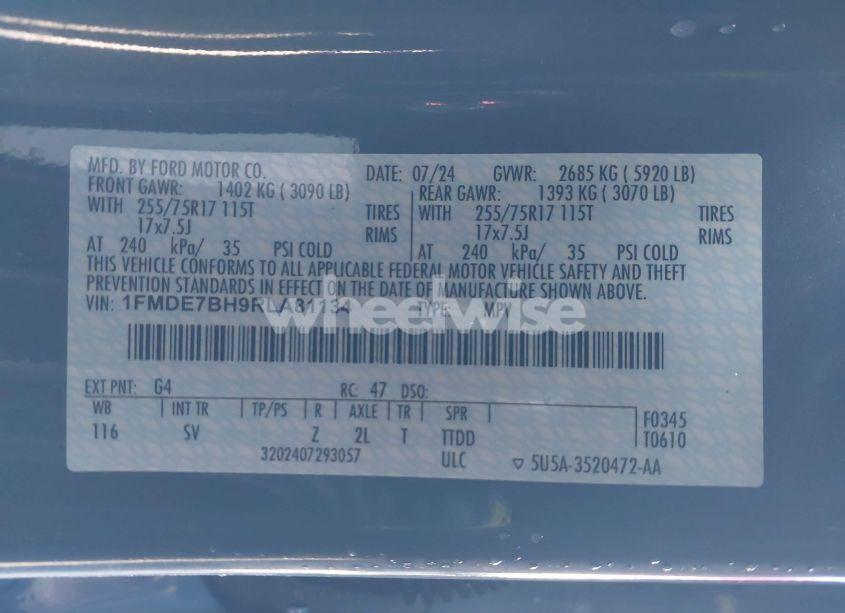 MFD. BY FORD MOTOR CO. DATE: 07/24 GVWR: 2685 KG ( 5920 LB)
FRONT GAWR: 1402 KG ( 3090 LB) REAR GAWR: 1393 KG ( 3070 LB)
WITH 255/75R17 115T TIRES WITH 255/75R17 115T TIRES
17x7.5J RIMS 17x7.5J RIMS
AT 240 kPa/ 35 PSI COLD AT 240 kPa/ 35 PSI COLD
THIS VEHICLE CONFORMS TO ALL APPLICABLE FEDERAL MOTOR VEHICLE SAFETY AND THEFT
PREVENTION STANDARDS IN EFFECT ON THE DATE OF MANUFACTURE SHOWN ABOVE.
VIN: TYPE: MPV
wheelwise
EXT PNT: G4 RC: 47 DSO:
WB INT TR TP/PS R AXLE TR SPR F0345
116 SV Z 2L T TTDD T0610
3202407293057 ULC ▽ 5U5A-3520472-AA